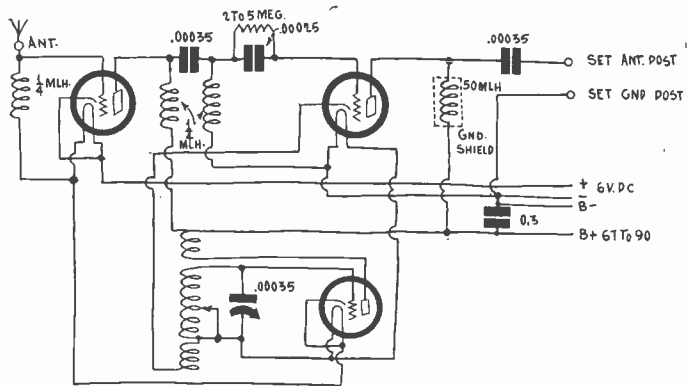 2 TO 5 MEG.
.00025
.00035
.00035
ANT.
SET ANT. POST
1/4 MLH.
SET GND POST
.50 MLH
1/4
MLH.
GND.
SHIELD
+
6V. DC
-
B-
0.3
B+ 67 TO 90
.00035